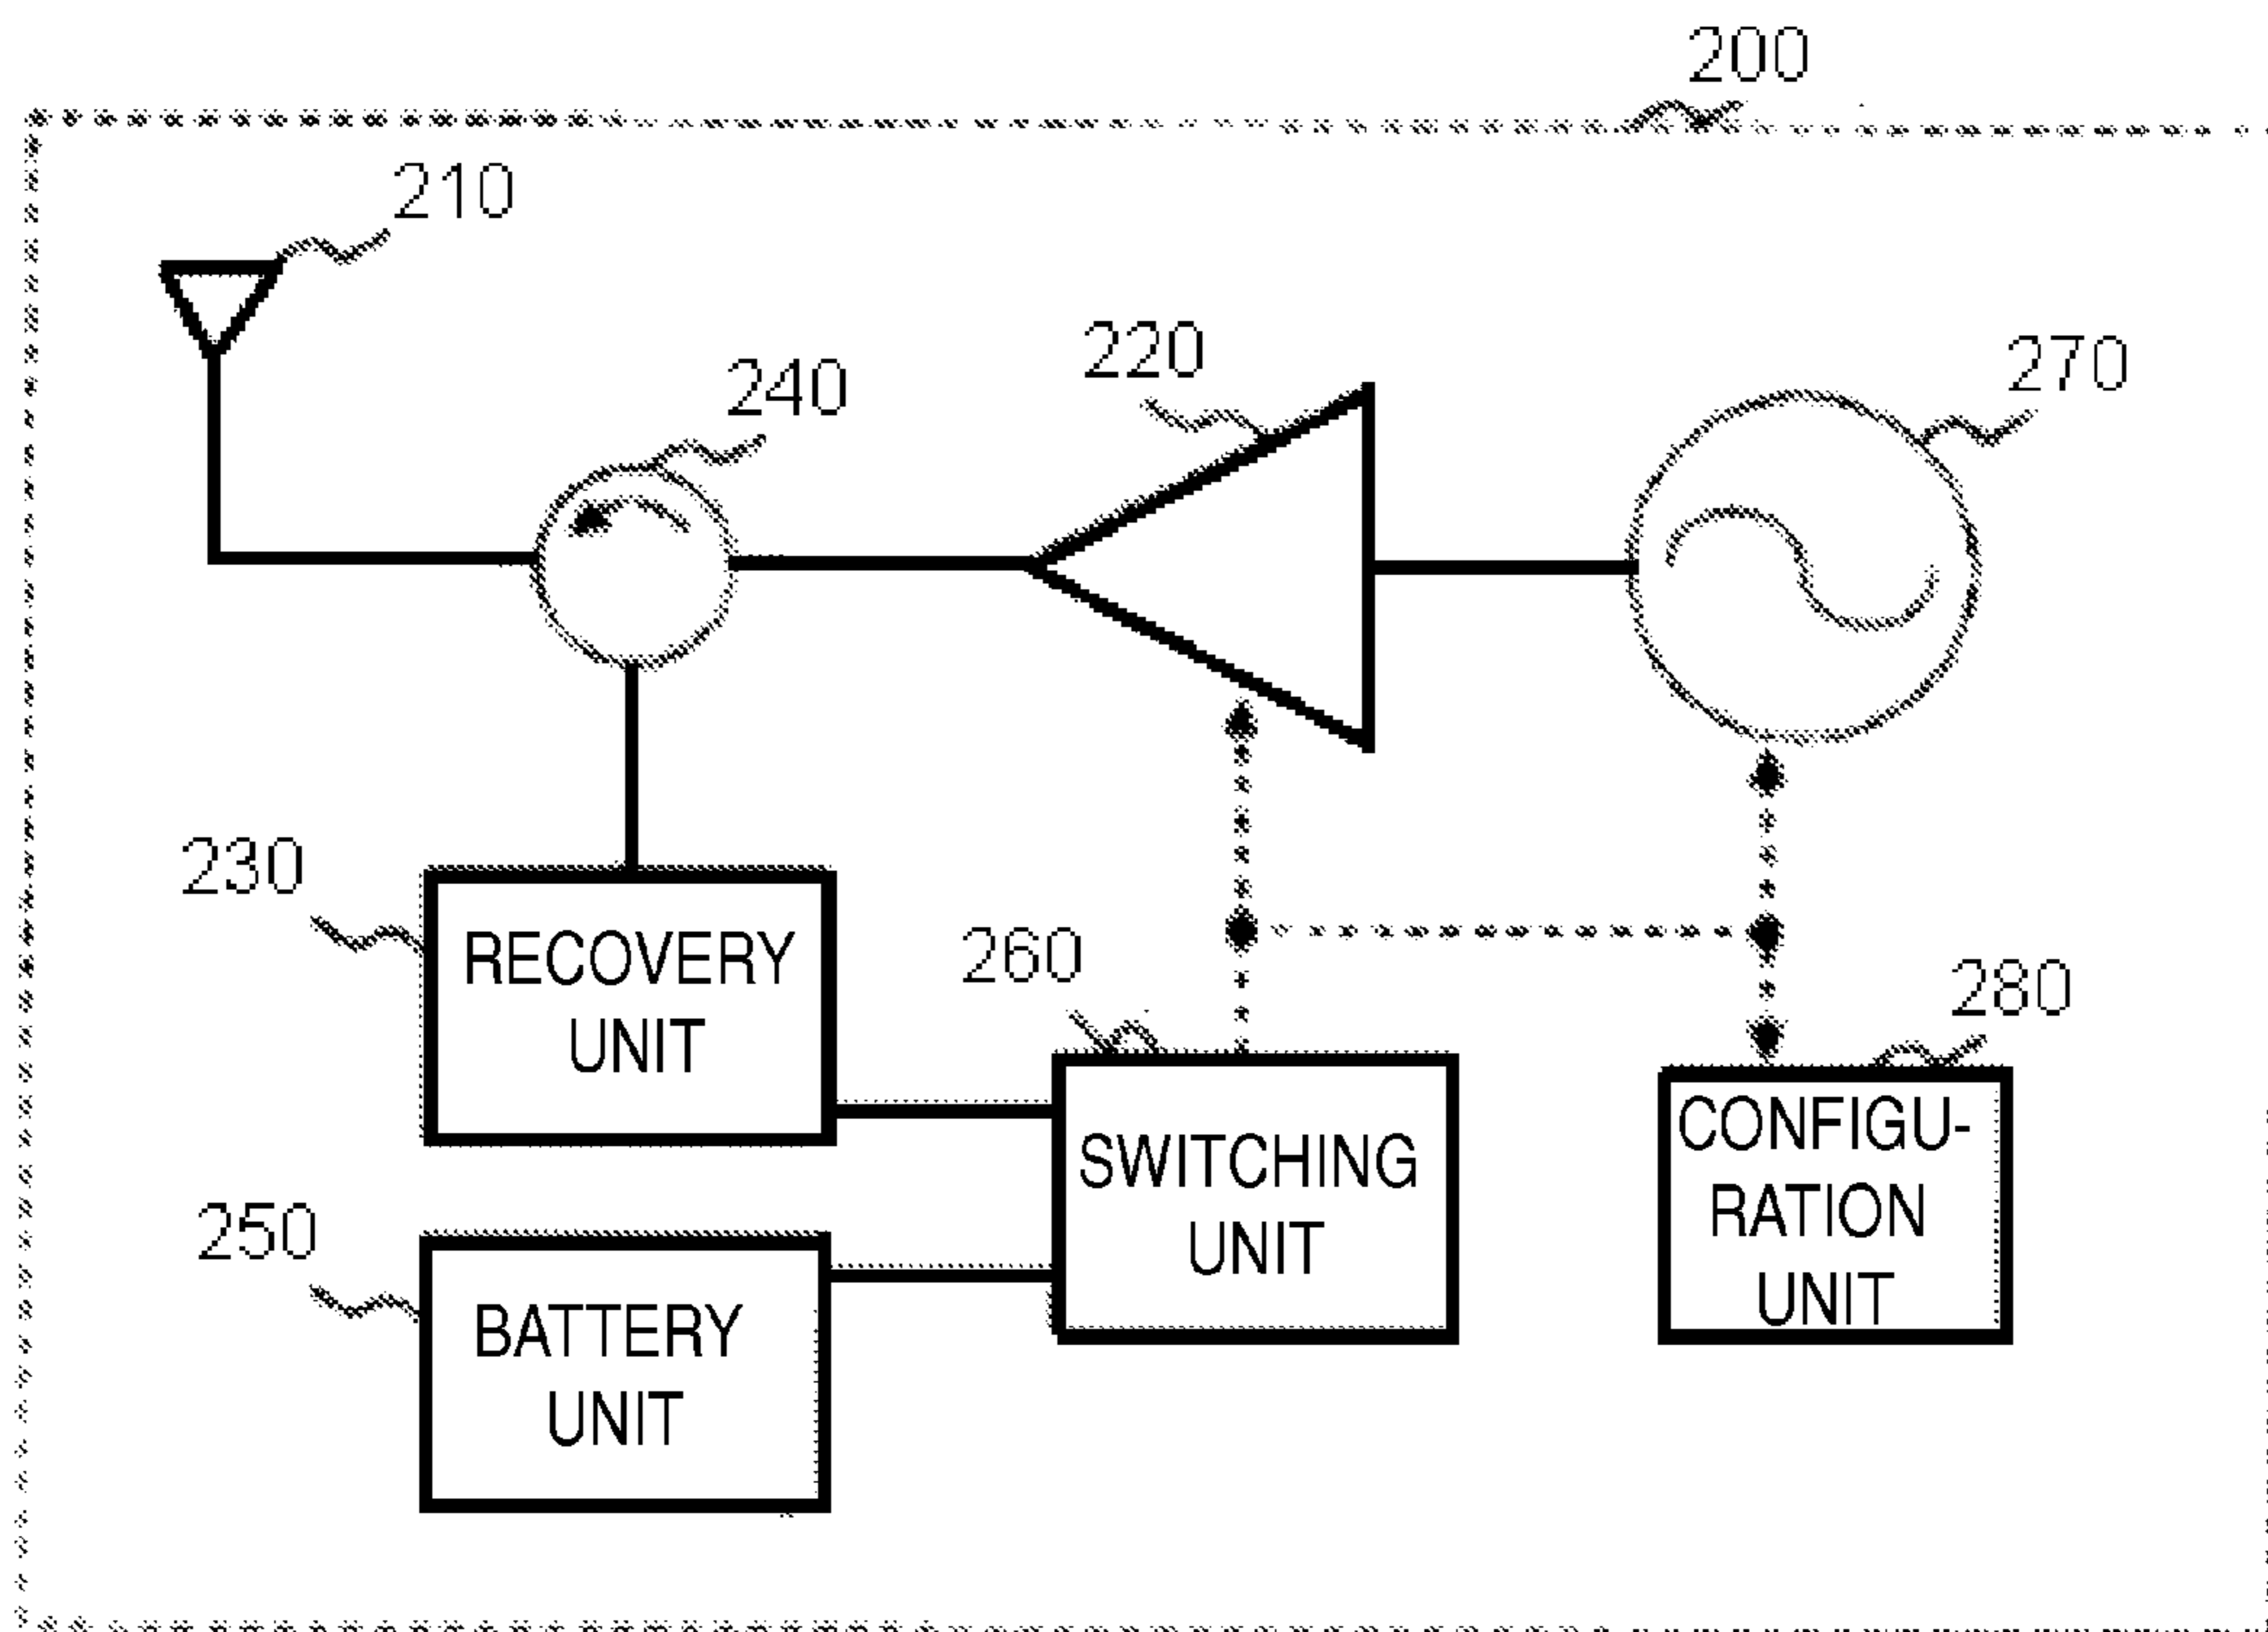 200
210
220
270
240
230
RECOVERY
UNIT
260
280
SWITCHING
UNIT
CONFIGU-
RATION
UNIT
250
BATTERY
UNIT